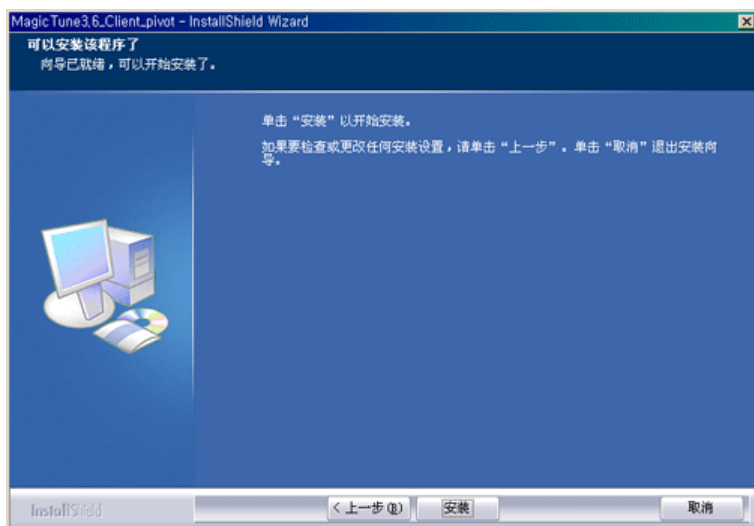 MagicTune3,6_Client_pivot - InstallShield Wizard
可以安装该程序了
向导已就绪，可以开始安装了。
单击“安装”以开始安装。
如果要检查或更改任何安装设置，请单击“上一步”。单击“取消”退出安装向
导。
InstallShield
< 上一步(B)
安装
取消